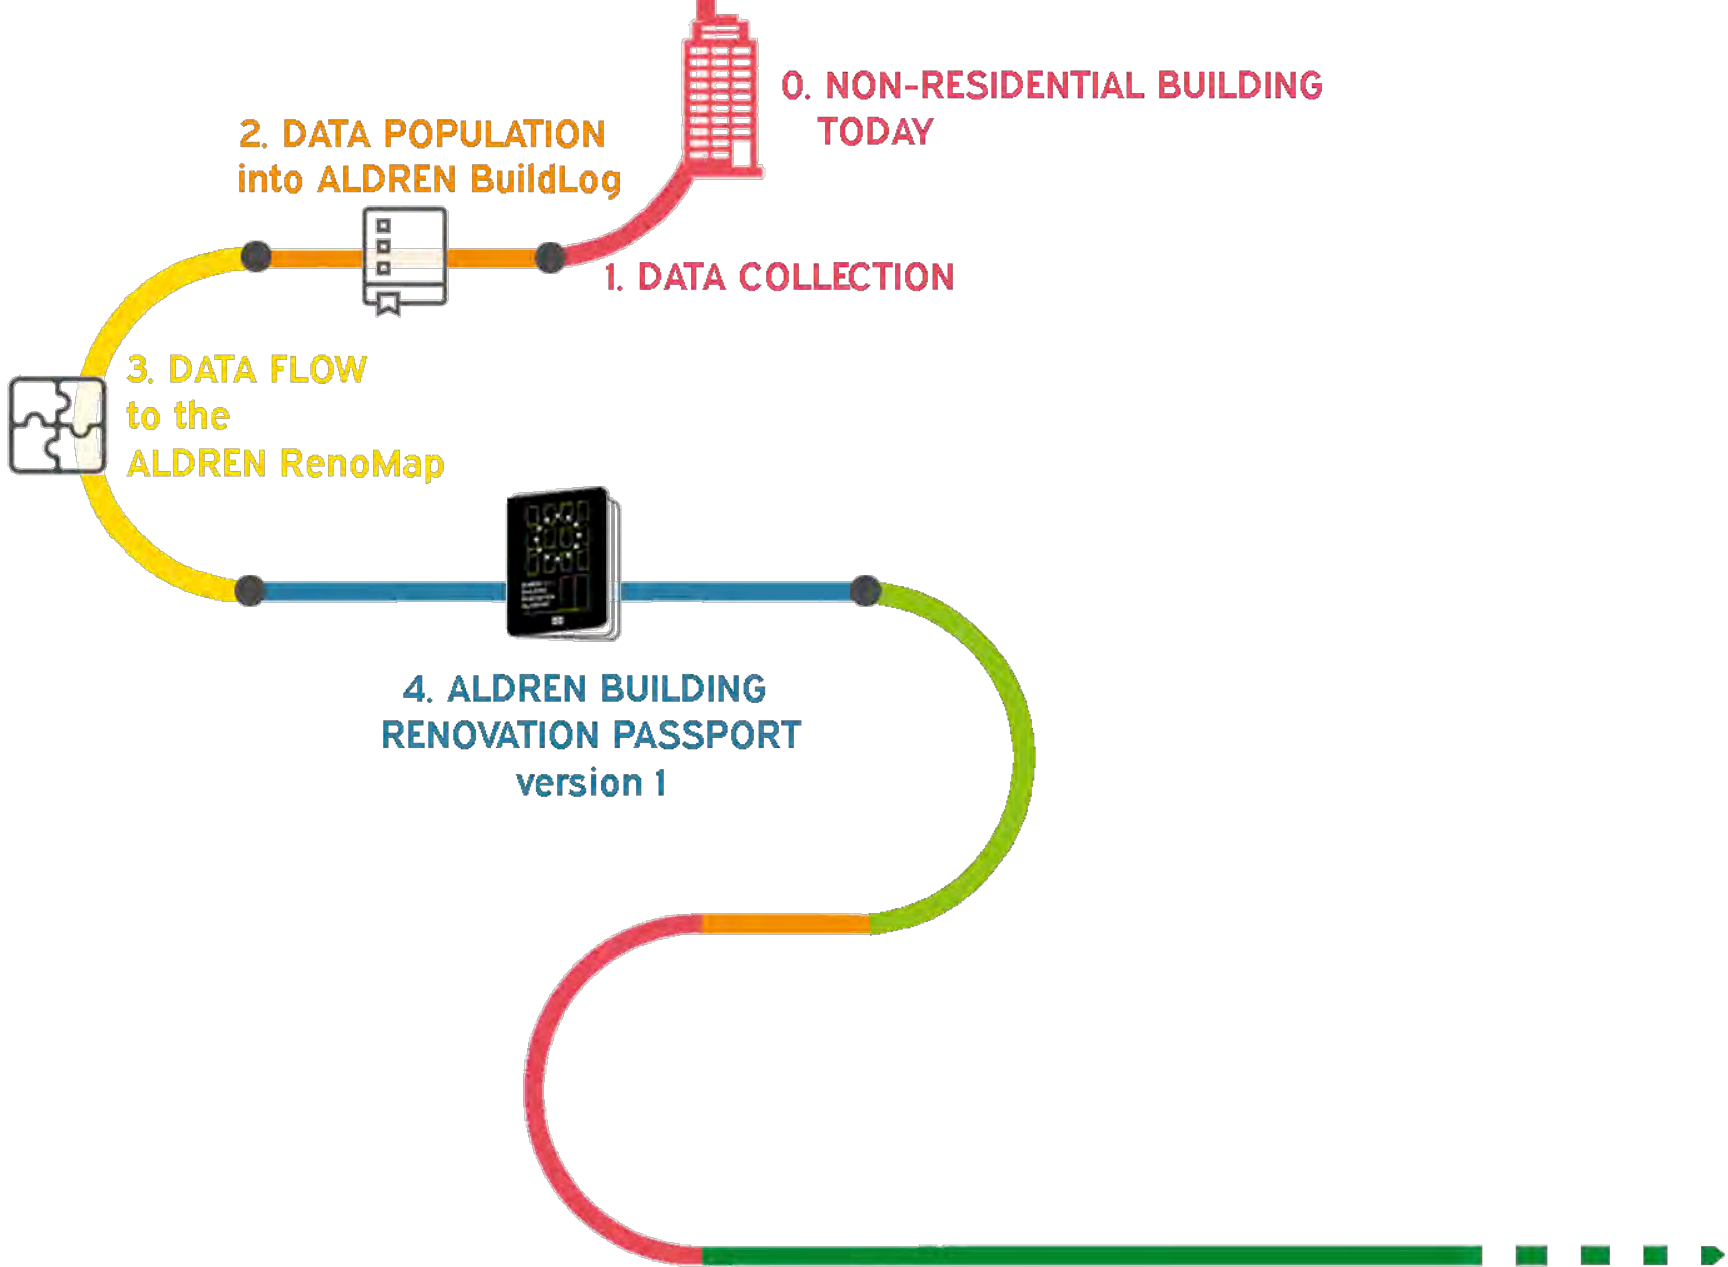 0. NON-RESIDENTIAL BUILDING
TODAY
1. DATA COLLECTION
2. DATA POPULATION
into ALDREN BuildLog
3. DATA FLOW
to the
ALDREN RenoMap
4. ALDREN BUILDING
RENOVATION PASSPORT
version 1